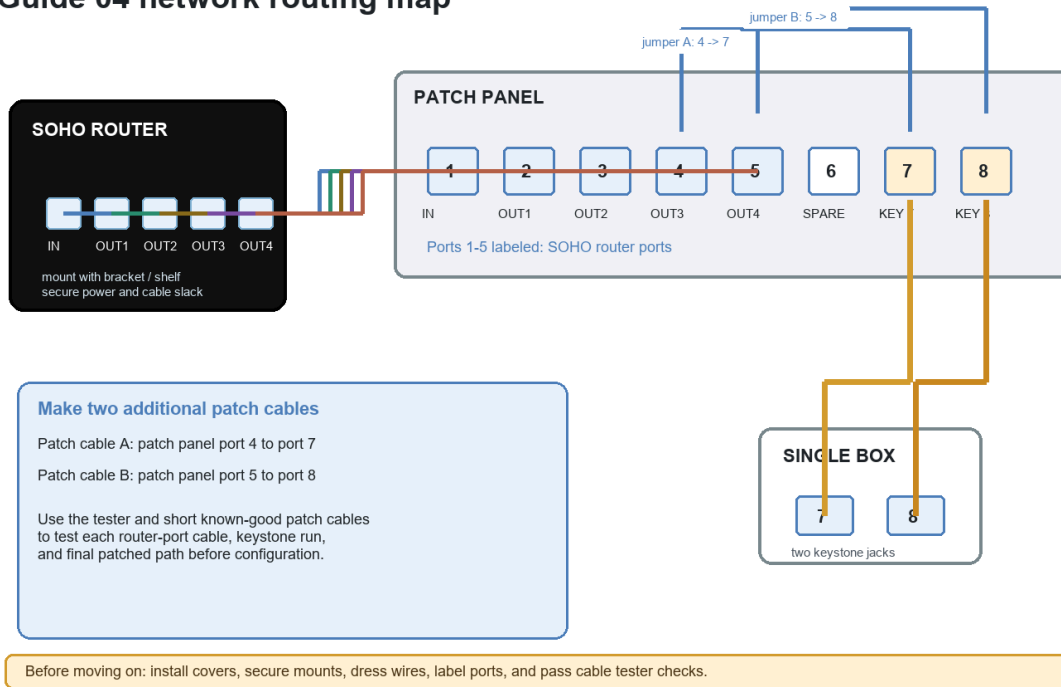 Guide 04 network routing map
jumper B: 5 -> 8
jumper A: 4 -> 7
PATCH PANEL
SOHO ROUTER
1 2 3 4 5 6 7 8
IN OUT1 OUT2 OUT3 OUT4 SPARE KEY KEY
IN OUT1 OUT2 OUT3 OUT4
Ports 1-5 labeled: SOHO router ports
mount with bracket / shelf
secure power and cable slack
Make two additional patch cables
Patch cable A: patch panel port 4 to port 7
Patch cable B: patch panel port 5 to port 8
Use the tester and short known-good patch cables
to test each router-port cable, keystone run,
and final patched path before configuration.
SINGLE BOX
7 8
two keystone jacks
Before moving on: install covers, secure mounts, dress wires, label ports, and pass cable tester checks.